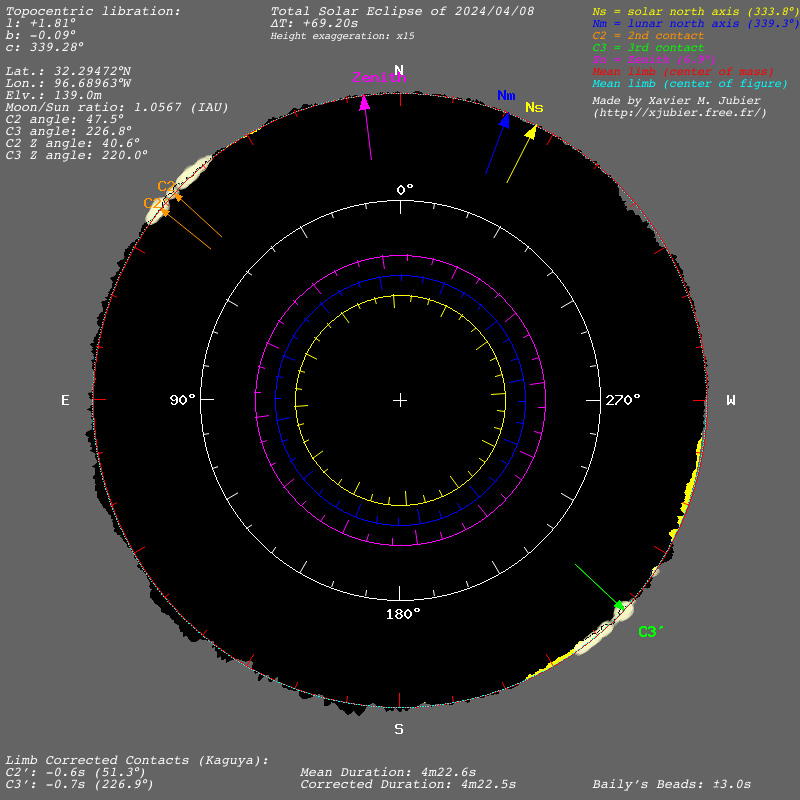 Topocentric libration:
l: +1.81°
b: -0.09°
c: 339.28°
Lat.: 32.29472°N
Lon.: 96.68963°W
Elv.: 139.0m
Moon/Sun ratio: 1.0567 (IAU)
C2 angle: 47.5°
C3 angle: 226.8°
C2 Z angle: 40.6°
C3 Z angle: 220.0°
Total Solar Eclipse of 2024/04/08
ΔT: +69.20s
Height exaggeration: x15
Ns = solar north axis (333.8°)
Nm = lunar north axis (339.3°)
C2 = 2nd contact
C3 = 3rd contact
Mean limb (center of mass)
Mean limb (center of figure)
Made by Xavier M. Jubier
(http://xjubier.free.fr/)
N
Zenith
Nm
Ns
C2
C2'
0°
E
90°
270°
W
180°
C3'
S
Limb Corrected Contacts (Kaguya):
C2': -0.6s (51.3°)
C3': -0.7s (226.9°)
Mean Duration: 4m22.6s
Corrected Duration: 4m22.5s
Baily's Beads: ±3.0s